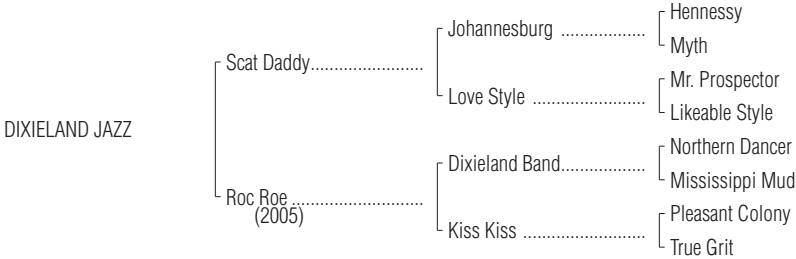 Hennessy
Johannesburg ...................
Myth
Scat Daddy.........................
Mr. Prospector
Love Style .........................
Likeable Style
DIXIELAND JAZZ
Northern Dancer
Dixieland Band...................
Mississippi Mud
Roc Roe .............................
(2005)
Pleasant Colony
Kiss Kiss ...........................
True Grit